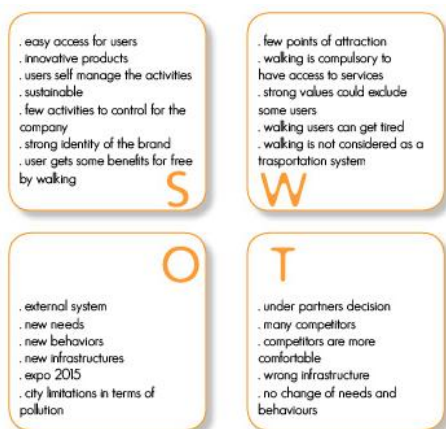 . easy access for users
. innovative products
. users self manage the activities
. sustainable
. few activities to control for the
company
. strong identity of the brand
. user gets some benefits for free
by walking
S
. few points of attraction
. walking is compulsory to
have access to services
. strong values could exclude
some users
. walking users can get tired
. walking is not considered as a
trasportation system
W
O
. external system
. new needs
. new behaviors
. new infrastructures
. expo 2015
. city limitations in terms of
pollution
T
. under partners decision
. many competitors
. competitors are more
comfortable
. wrong infrastructure
. no change of needs and
behaviours